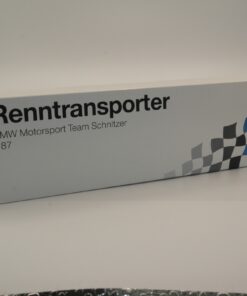 Renntransporter
MW Motorsport Team Schnitzer
87